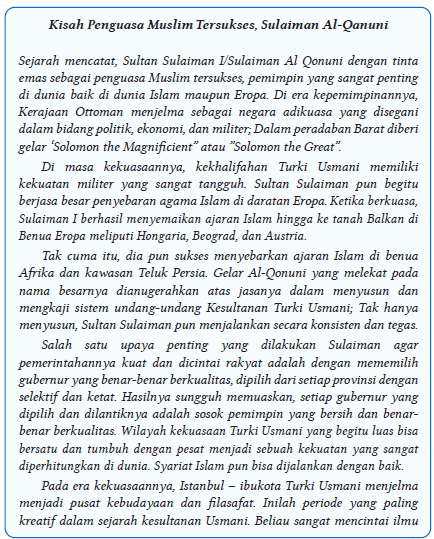 Kisah Penguasa Muslim Tersukses, Sulaiman Al-Qanuni
Sejarah mencatat, Sultan Sulaiman I/Sulaiman Al Qonuni dengan tinta
emas sebagai penguasa Muslim tersukses, pemimpin yang sangat penting
di dunia baik di dunia Islam maupun Eropa. Di era kepemimpinannya,
Kerajaan Ottoman menjelma sebagai negara adikuasa yang disegani
dalam bidang politik, ekonomi, dan militer; Dalam peradaban Barat diberi
gelar ‘Solomon the Magnificient” atau ”Solomon the Great”.
Di masa kekuasaannya, kekhalifahan Turki Usmani memiliki
kekuatan militer yang sangat tangguh. Sultan Sulaiman pun begitu
berjasa besar penyebaran agama Islam di daratan Eropa. Ketika berkuasa,
Sulaiman I berhasil menyemaikan ajaran Islam hingga ke tanah Balkan di
Benua Eropa meliputi Hongaria, Beograd, dan Austria.
Tak cuma itu, dia pun sukses menyebarkan ajaran Islam di benua
Afrika dan kawasan Teluk Persia. Gelar Al-Qonuni yang melekat pada
nama besarnya dianugerahkan atas jasanya dalam menyusun dan
mengkaji sistem undang-undang Kesultanan Turki Usmani; Tak hanya
menyusun, Sultan Sulaiman pun menjalankan secara konsisten dan tegas.
Salah satu upaya penting yang dilakukan Sulaiman agar
pemerintahannya kuat dan dicintai rakyat adalah dengan mememilih
gubernur yang benar-benar berkualitas, dipilih dari setiap provinsi dengan
selektif dan ketat. Hasilnya sungguh memuaskan, setiap gubernur yang
dipilih dan dilantiknya adalah sosok pemimpin yang bersih dan benar-
benar berkualitas. Wilayah kekuasaan Turki Usmani yang begitu luas bisa
bersatu dan tumbuh dengan pesat menjadi sebuah kekuatan yang sangat
diperhitungkan di dunia. Syariat Islam pun bisa dijalankan dengan baik.
Pada era kekuasaannya, Istanbul – ibukota Turki Usmani menjelma
menjadi pusat kebudayaan dan filasafat. Inilah periode yang paling
kreatif dalam sejarah kesultanan Usmani. Beliau sangat mencintai ilmu